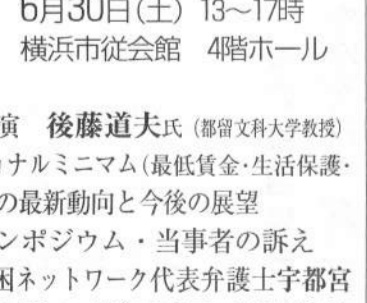 6月30日(土) 13〜17時
横浜市従会館 4階ホール
演 後藤道夫氏(都留文科大学教授)
ョナルミニマム(最低賃金・生活保護・
の最新動向と今後の展望
ンポジウム・当事者の訴え
困ネットワーク代表弁護士宇都宮